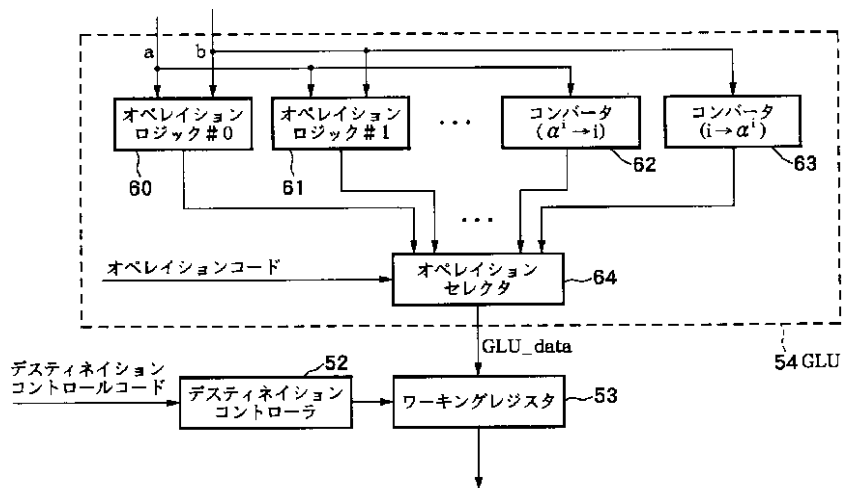 a
b
オペレイション
ロジック#0
オペレイション
ロジック#1
・・・
コンバータ
(α^i→i)
コンバータ
(i→α^i)
60
61
62
63
・・・
オペレイションコード
オペレイション
セレクタ
64
GLU_data
54 GLU
デスティネイション
コントロールコード
52
デスティネイション
コントローラ
ワーキングレジスタ
53